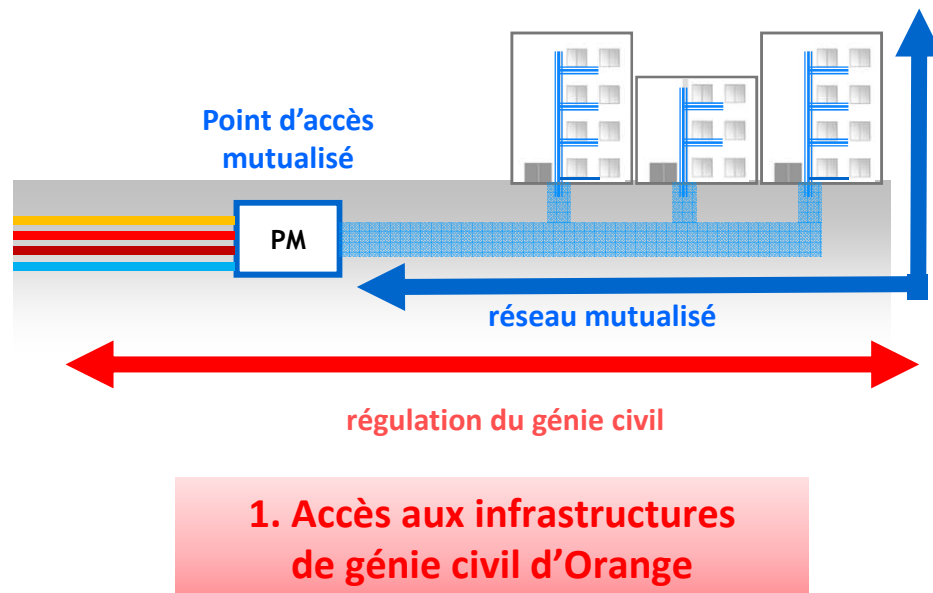 Point d’accès
mutualisé
PM
réseau mutualisé
régulation du génie civil
1. Accès aux infrastructures
de génie civil d’Orange